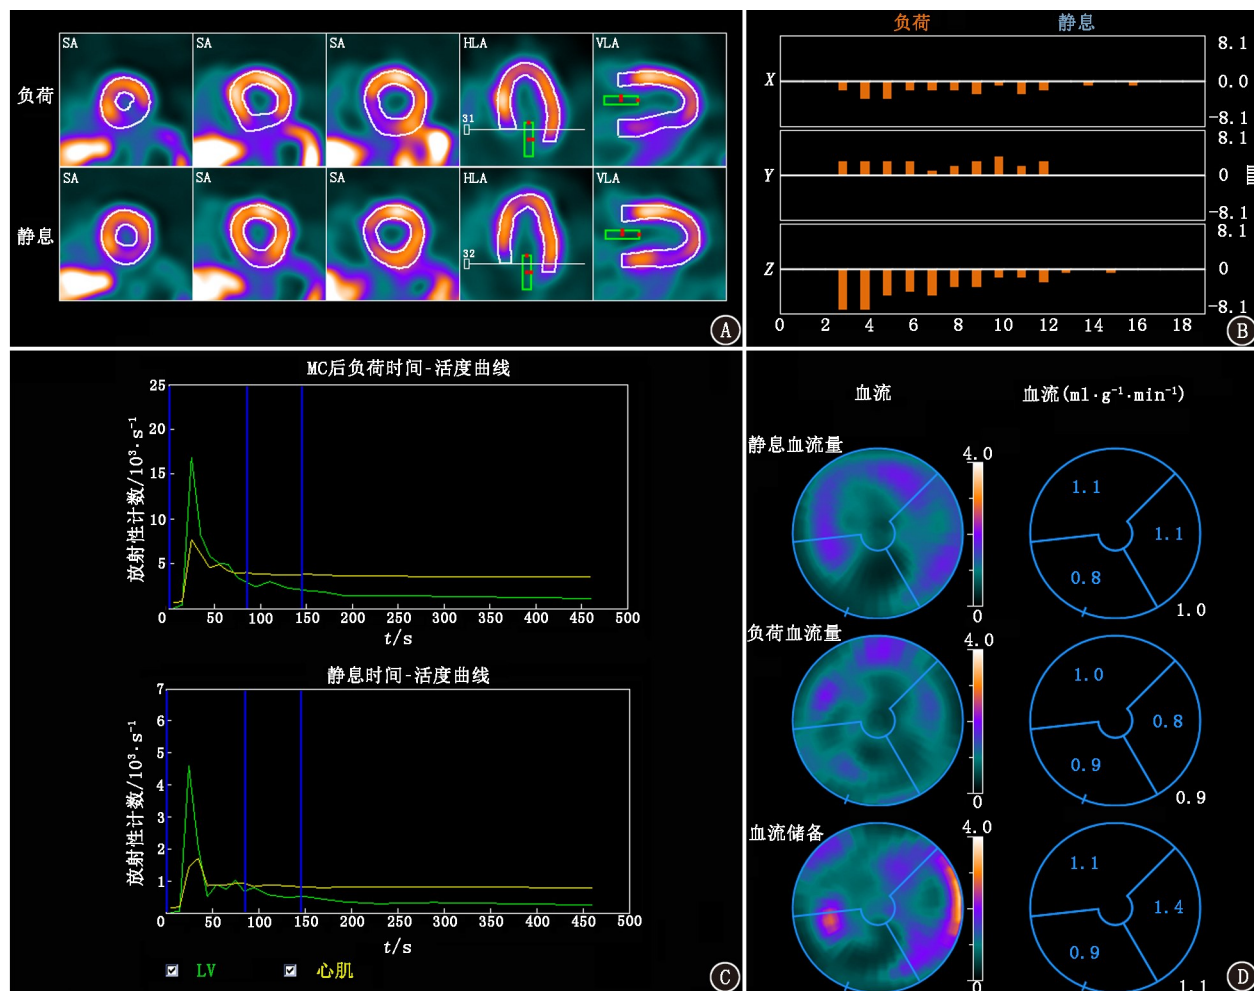 SA SA SA HLA VLA
负荷
31
SA SA SA HLA VLA
静息
32
A
负荷 静息
8.1
X 0.0
-8.1
8.1
Y 0
-8.1
8.1
Z 0
-8.1
0 2 4 6 8 10 12 14 16 18
B
MC后负荷时间-活度曲线
放射性计数/10³·s⁻¹
25
20
15
10
5
0 50 100 150 200 250 300 350 400 450 500
t/s
静息时间-活度曲线
放射性计数/10³·s⁻¹
7
6
5
4
3
2
1
0 50 100 150 200 250 300 350 400 450 500
t/s
LV 心肌
C
血流 血流(ml·g⁻¹·min⁻¹)
静息血流量
4.0
0
1.1
1.1
0.8
1.0
负荷血流量
4.0
0
1.0
0.8
0.9
0.9
血流储备
4.0
0
1.1
1.4
0.9
1.1
D